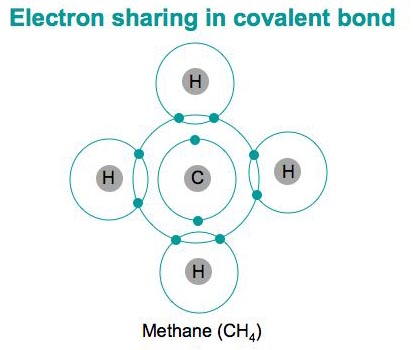 Electron sharing in covalent bond
H
H
C
H
H
Methane (CH₄)